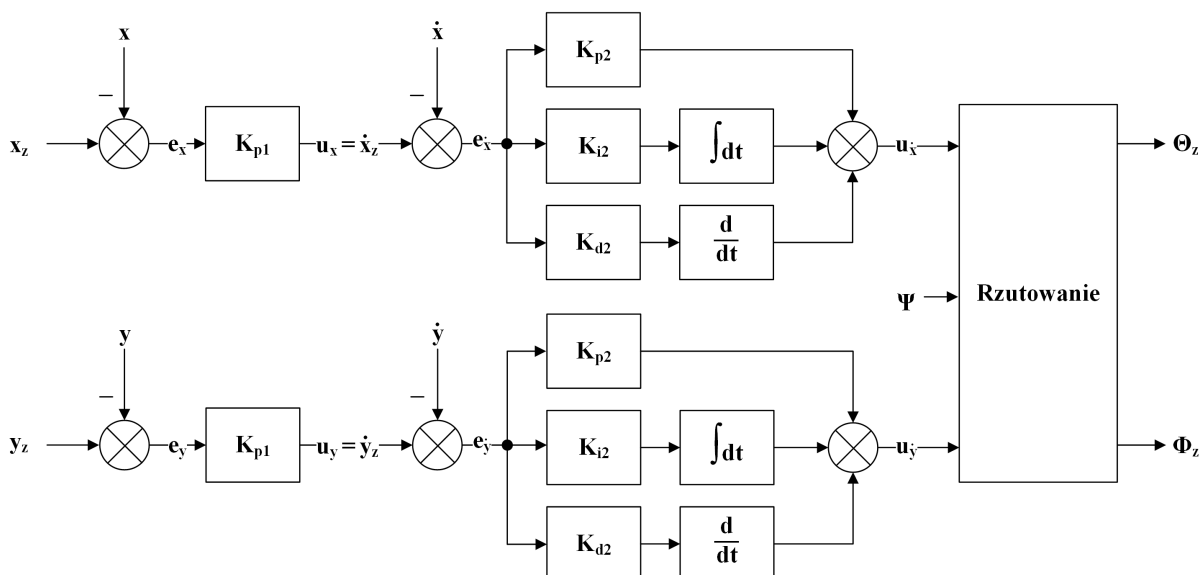 x
ẋ
−
−
K_p2
x_z
e_x
K_p1
u_x = ẋ_z
e_ẋ
K_i2
∫dt
u_ẋ
Θ_z
K_d2
d
dt
Ψ
Rzutowanie
y
ẏ
−
−
K_p2
y_z
e_y
K_p1
u_y = ẏ_z
e_ẏ
K_i2
∫dt
u_ẏ
Φ_z
K_d2
d
dt